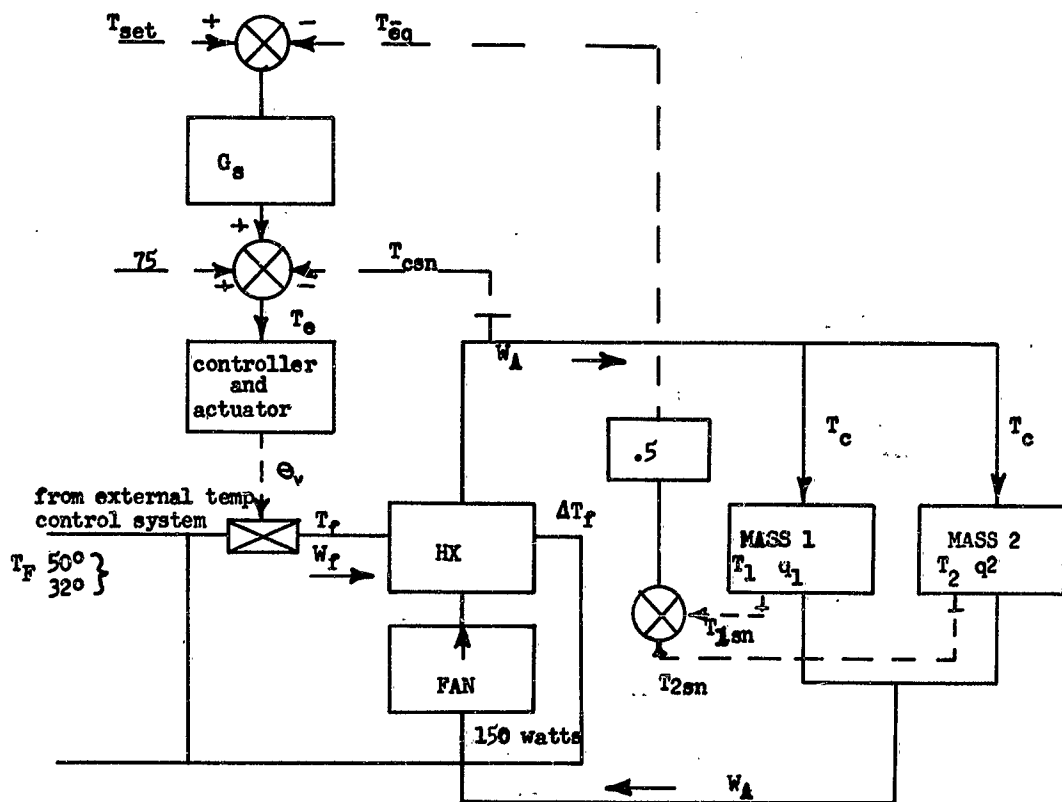 T_set + − T_eq
G_s
+
75 + − T_csn
T_e
W_A
controller
and
actuator
.5
T_c T_c
θ_v
from external temp
control system
T_f ΔT_f
W_f
HX
T_F 50°
32° }
MASS 1
T_1 q_1
MASS 2
T_2 q2
T_1sn
T_2sn
FAN
150 watts
W_A